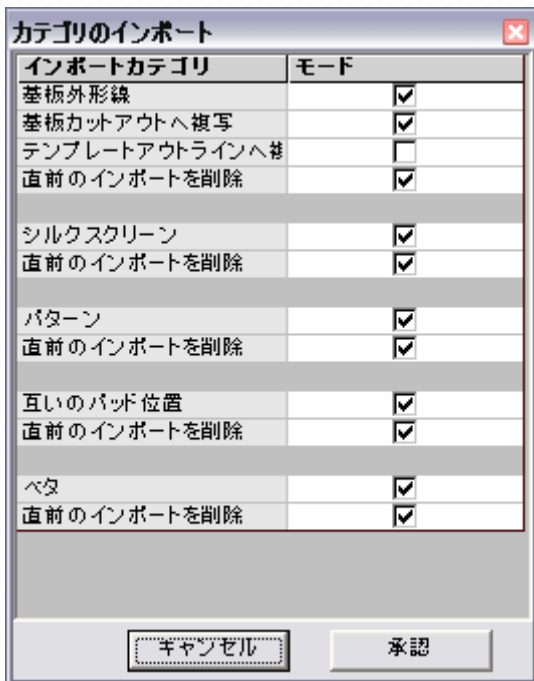 カテゴリのインポート
インポートカテゴリ モード
基板外形線
基板カットアウトへ複写
テンプレートアウトラインへ複
直前のインポートを削除
シルクスクリーン
直前のインポートを削除
パターン
直前のインポートを削除
互いのパッド位置
直前のインポートを削除
ベタ
直前のインポートを削除
キャンセル 承認